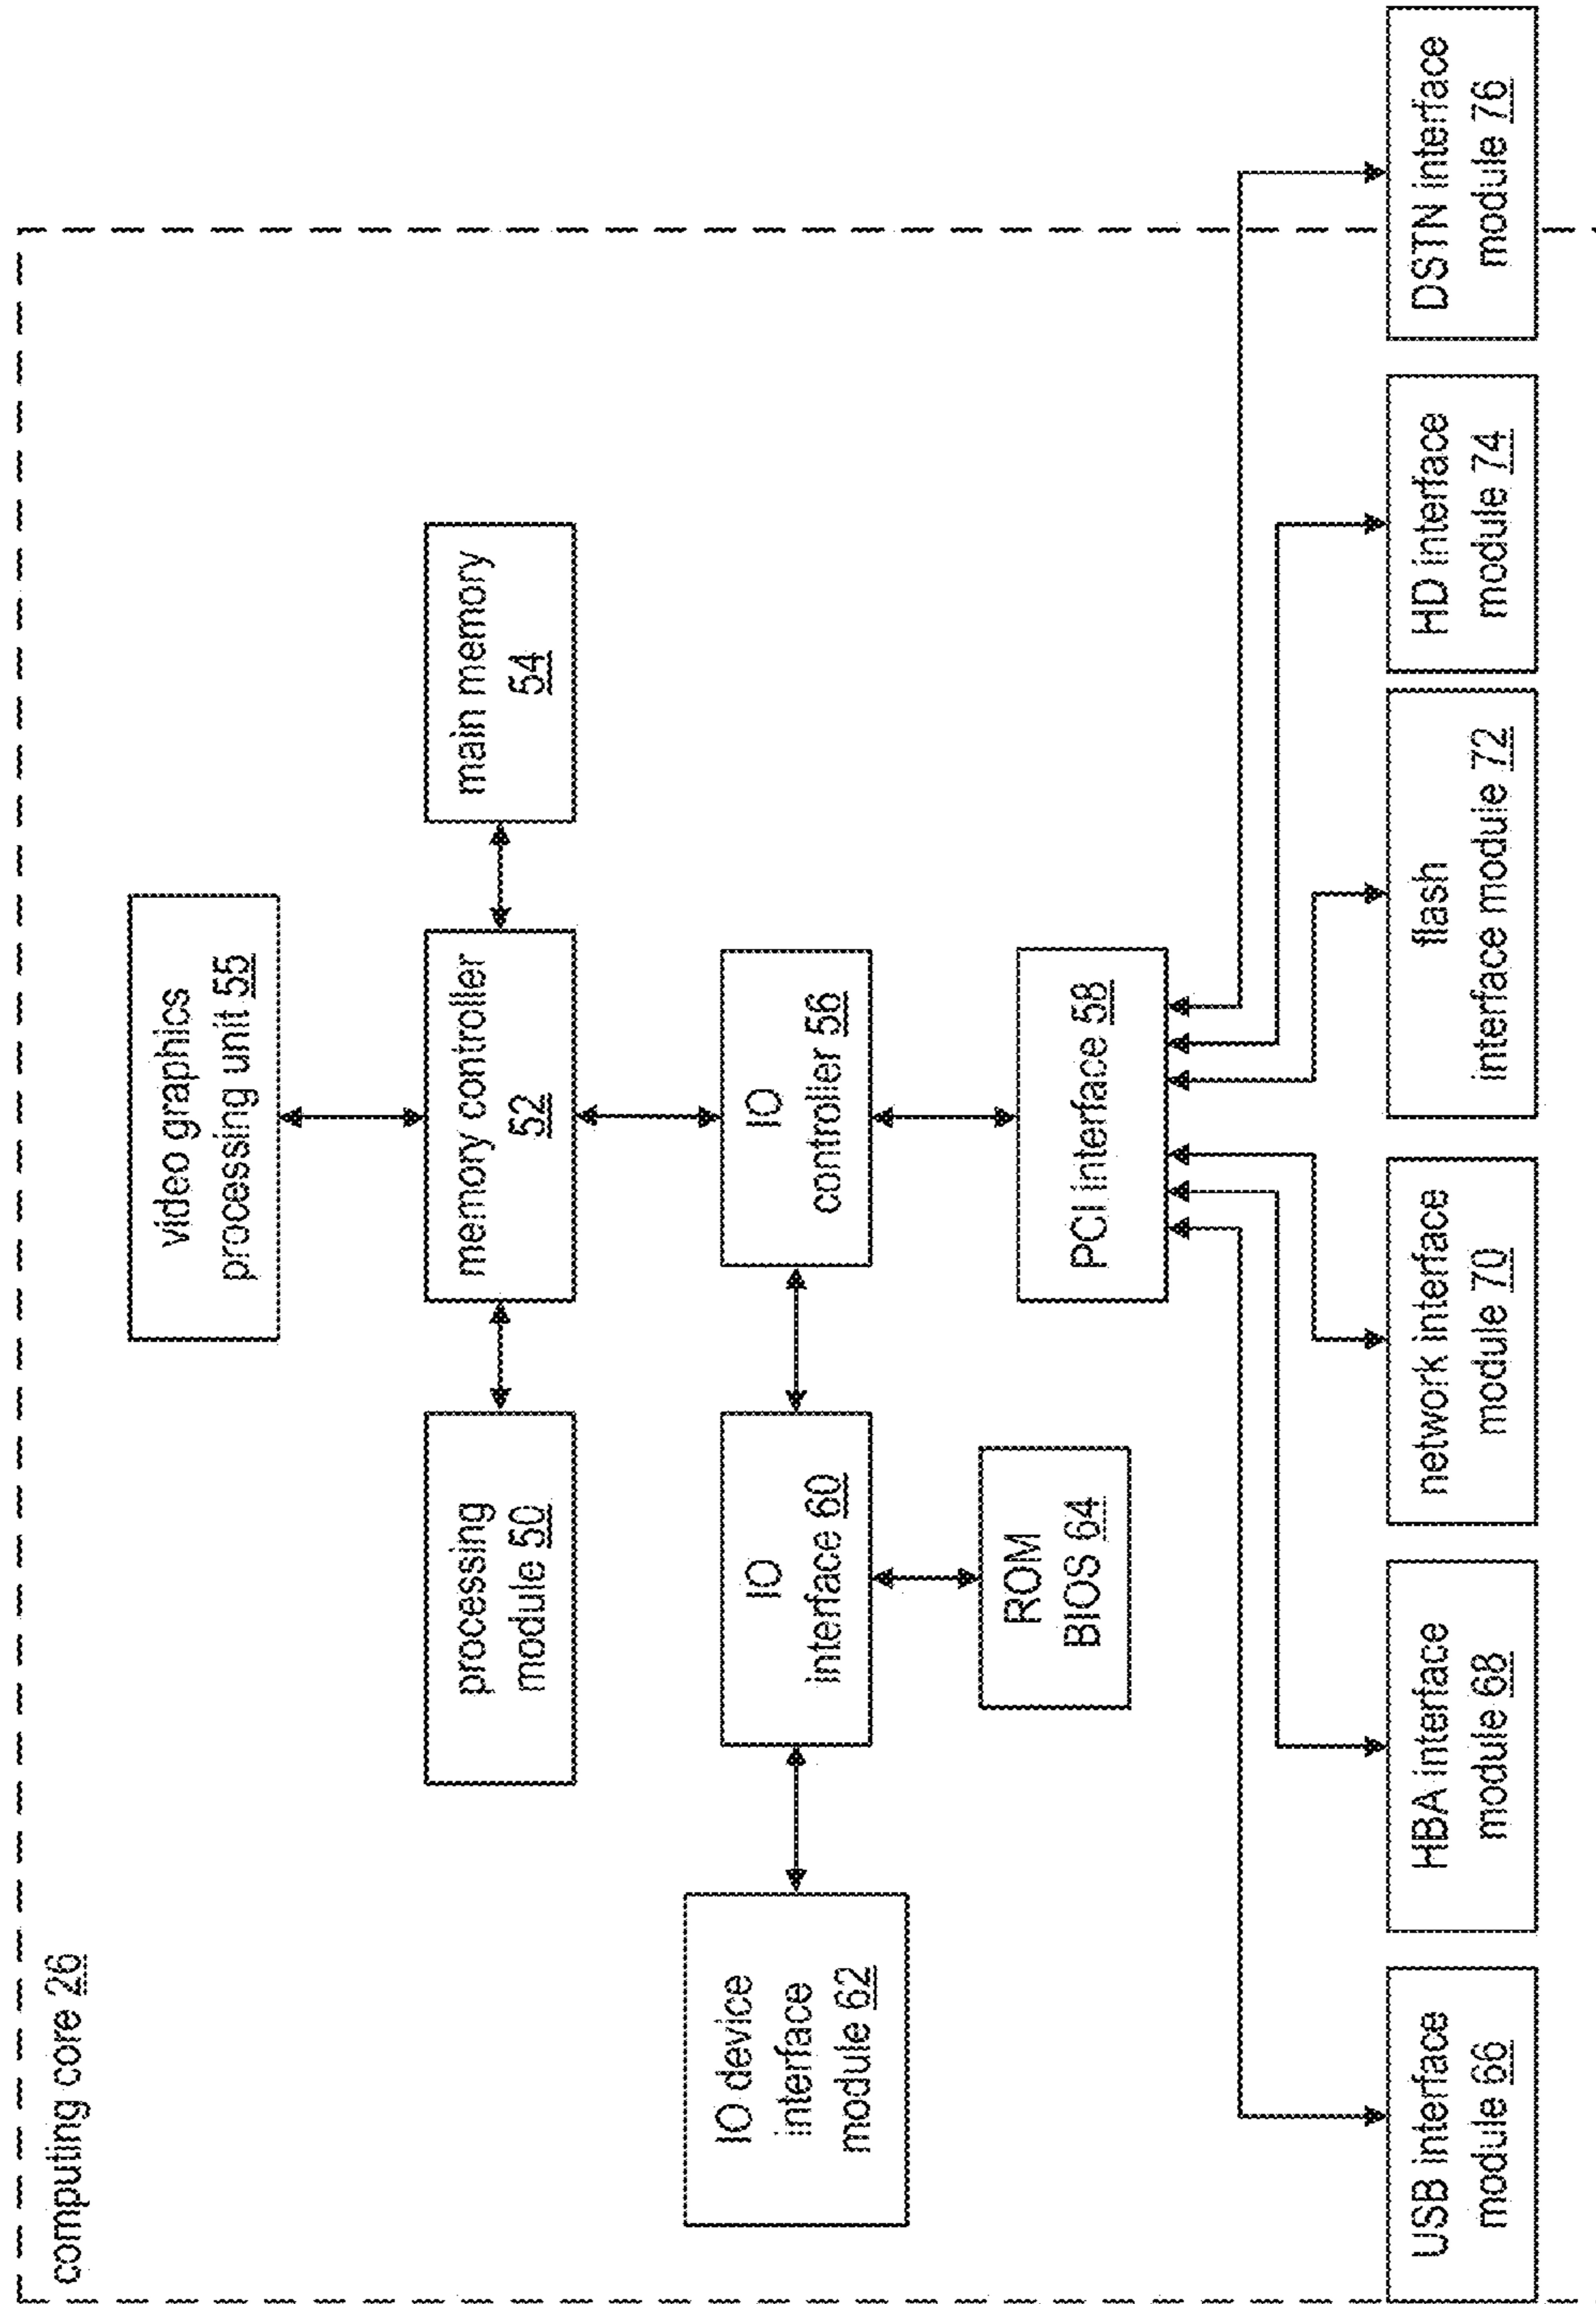 computing core 26
video graphics
processing unit 55
processing
module 50
memory controller
52
main memory
54
IO device
interface
module 62
IO
interface 60
IO
controller 56
ROM
BIOS 64
PCI interface 58
USB interface
module 66
HBA interface
module 68
network interface
module 70
flash
interface module 72
HD interface
module 74
DSTN interface
module 76